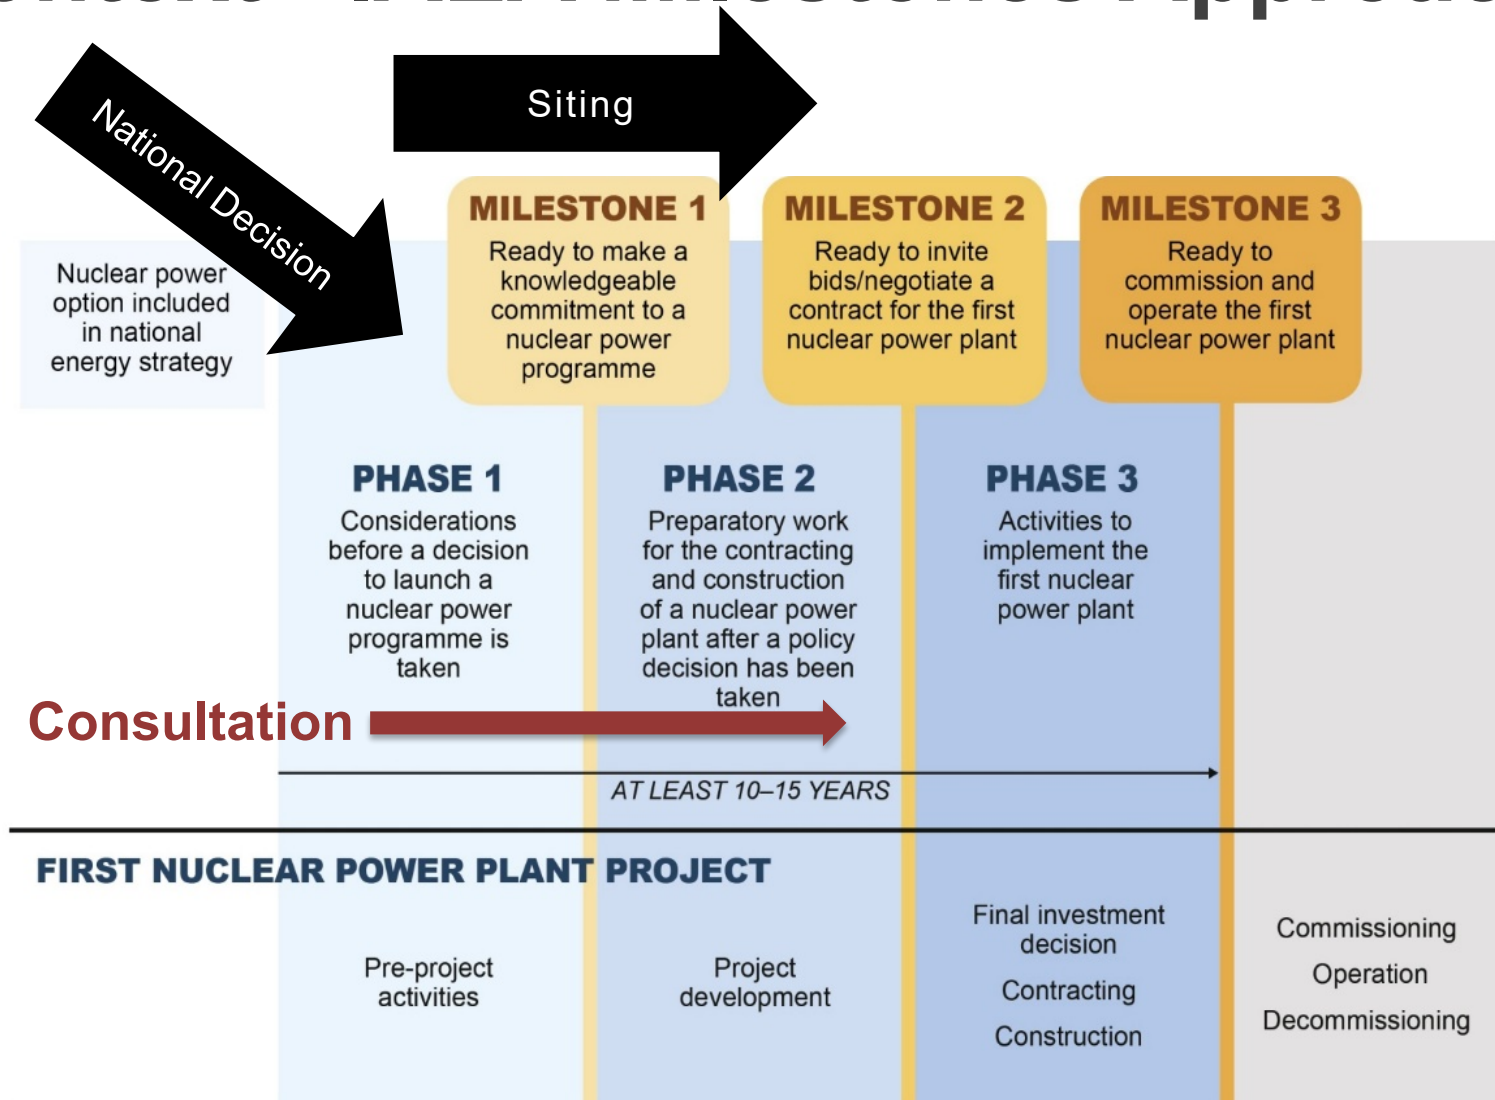 Siting
National Decision
MILESTONE 1
Ready to make a
knowledgeable
commitment to a
nuclear power
programme
MILESTONE 2
Ready to invite
bids/negotiate a
contract for the first
nuclear power plant
MILESTONE 3
Ready to
commission and
operate the first
nuclear power plant
Nuclear power
option included
in national
energy strategy
PHASE 1
Considerations
before a decision
to launch a
nuclear power
programme is
taken
PHASE 2
Preparatory work
for the contracting
and construction
of a nuclear power
plant after a policy
decision has been
taken
PHASE 3
Activities to
implement the
first nuclear
power plant
Consultation
AT LEAST 10–15 YEARS
FIRST NUCLEAR POWER PLANT PROJECT
Pre-project
activities
Project
development
Final investment
decision
Contracting
Construction
Commissioning
Operation
Decommissioning